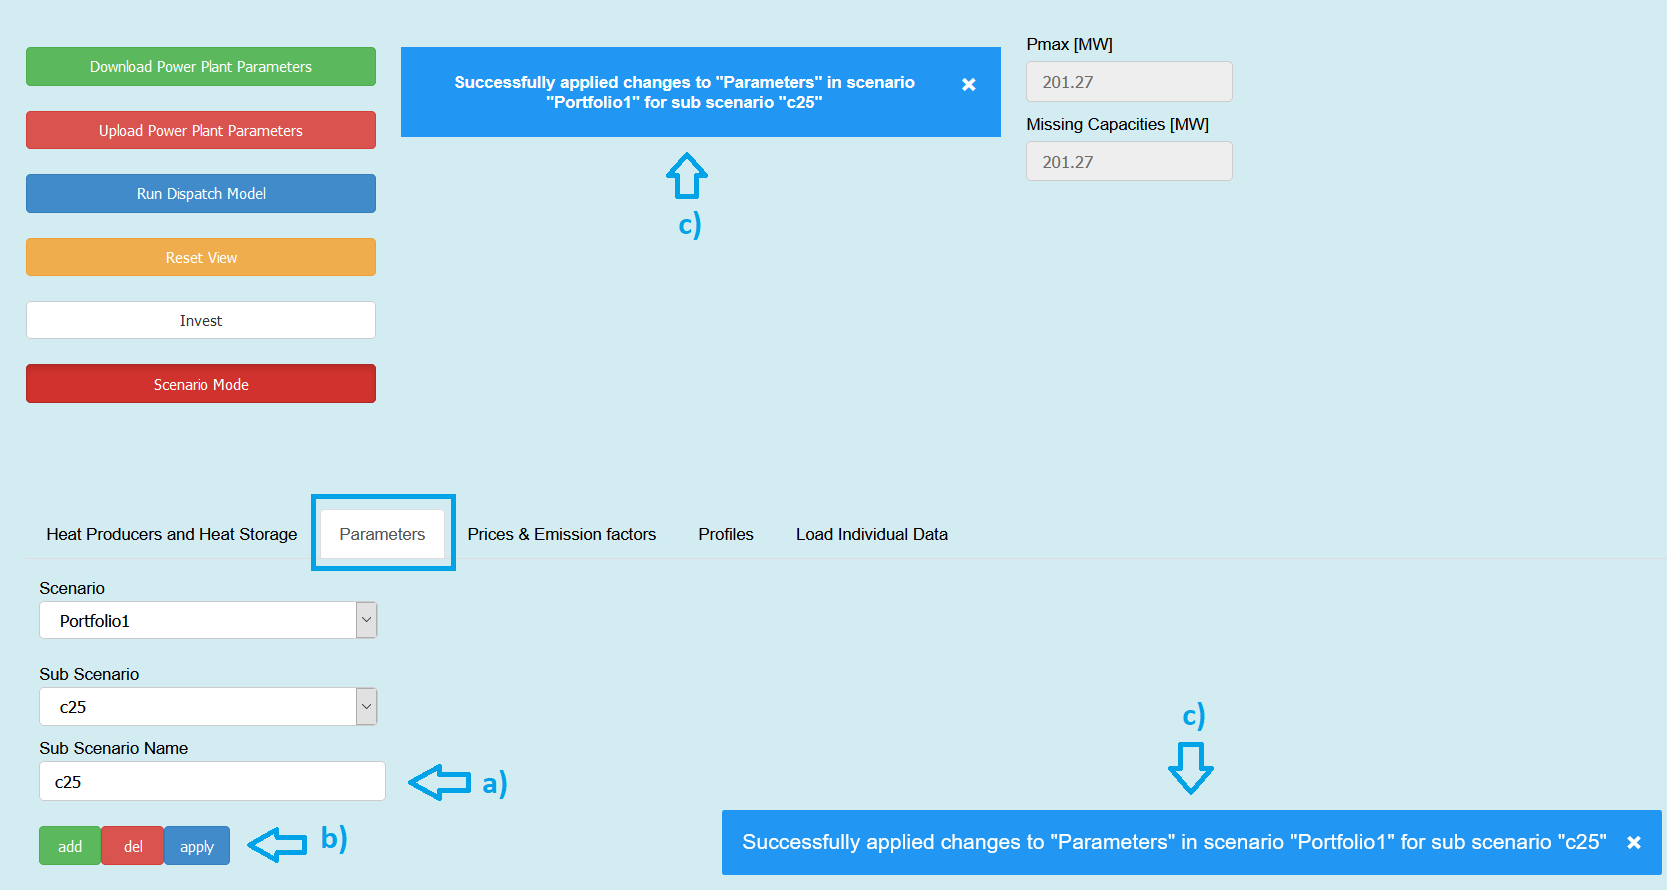 Download Power Plant Parameters
Upload Power Plant Parameters
Run Dispatch Model
Reset View
Invest
Scenario Mode
Successfully applied changes to "Parameters" in scenario
"Portfolio1" for sub scenario "c25"
×
c)
Pmax [MW]
201.27
Missing Capacities [MW]
201.27
Heat Producers and Heat Storage
Parameters
Prices & Emission factors
Profiles
Load Individual Data
Scenario
Portfolio1
Sub Scenario
c25
Sub Scenario Name
c25
a)
add del apply
b)
c)
Successfully applied changes to "Parameters" in scenario "Portfolio1" for sub scenario "c25" ×